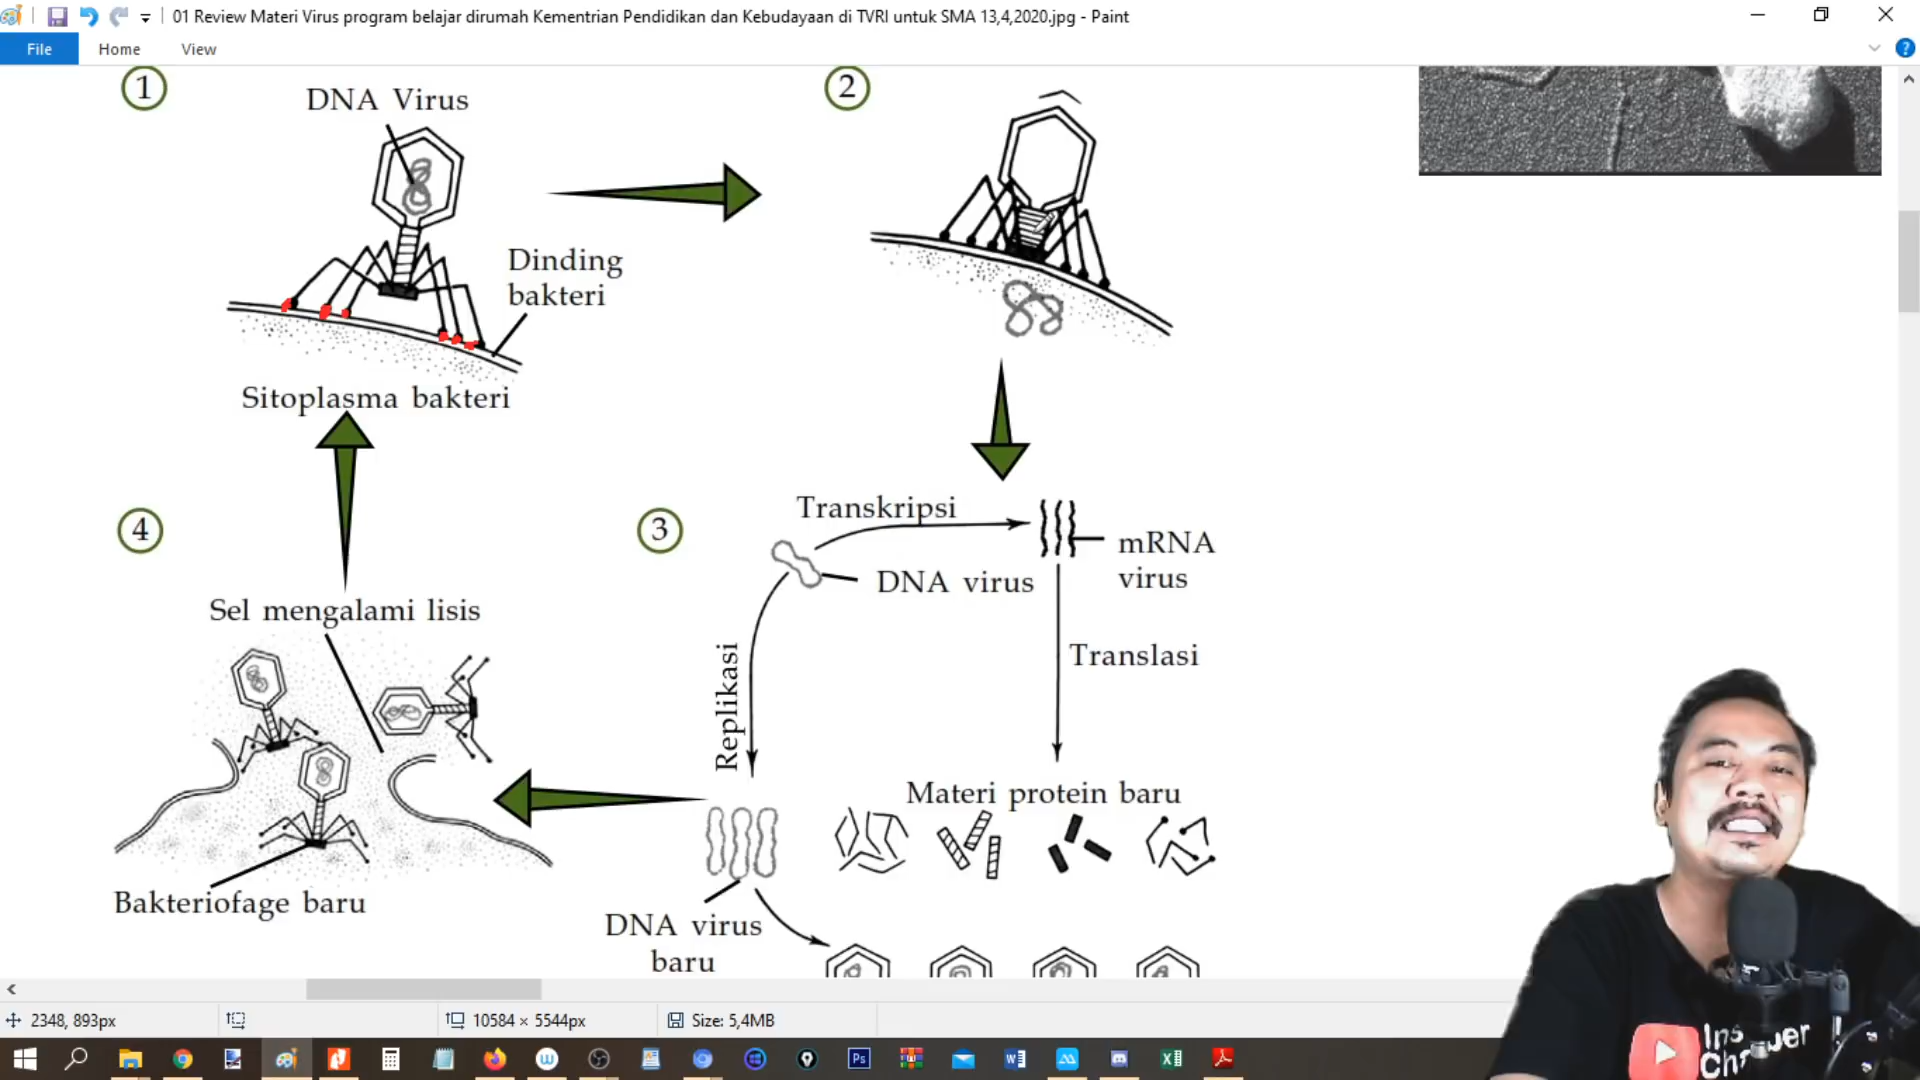 01 Review Materi Virus program belajar dirumah Kementrian Pendidikan dan Kebudayaan di TVRI untuk SMA 13,4,2020.jpg - Paint
File Home View
1
DNA Virus
Dinding
bakteri
Sitoplasma bakteri
2
3
Transkripsi
mRNA
virus
DNA virus
Replikasi
Translasi
Materi protein baru
DNA virus
baru
4
Sel mengalami lisis
Bakteriofage baru
2348, 893px
10584 × 5544px
Size: 5,4MB
Ps